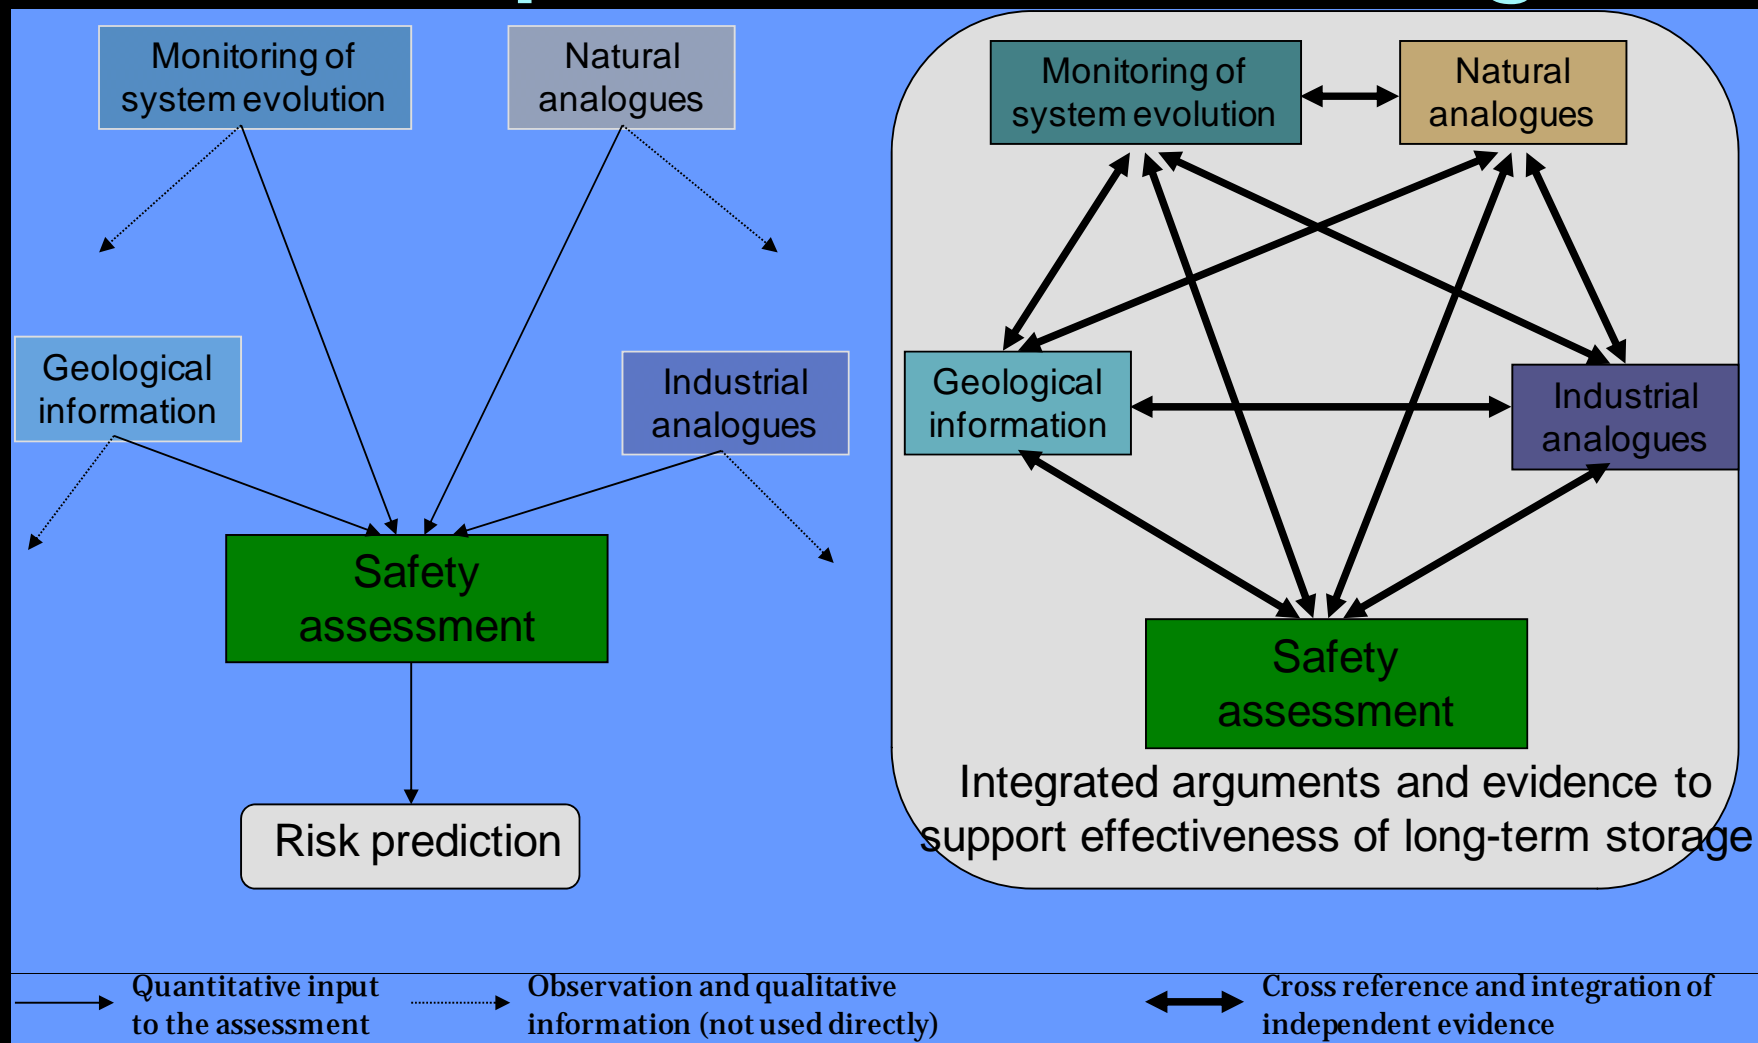 Monitoring of
system evolution
Natural
analogues
Geological
information
Industrial
analogues
Safety
assessment
Risk prediction
Monitoring of
system evolution
Natural
analogues
Geological
information
Industrial
analogues
Safety
assessment
Integrated arguments and evidence to
support effectiveness of long-term storage
Quantitative input
to the assessment
Observation and qualitative
information (not used directly)
Cross reference and integration of
independent evidence